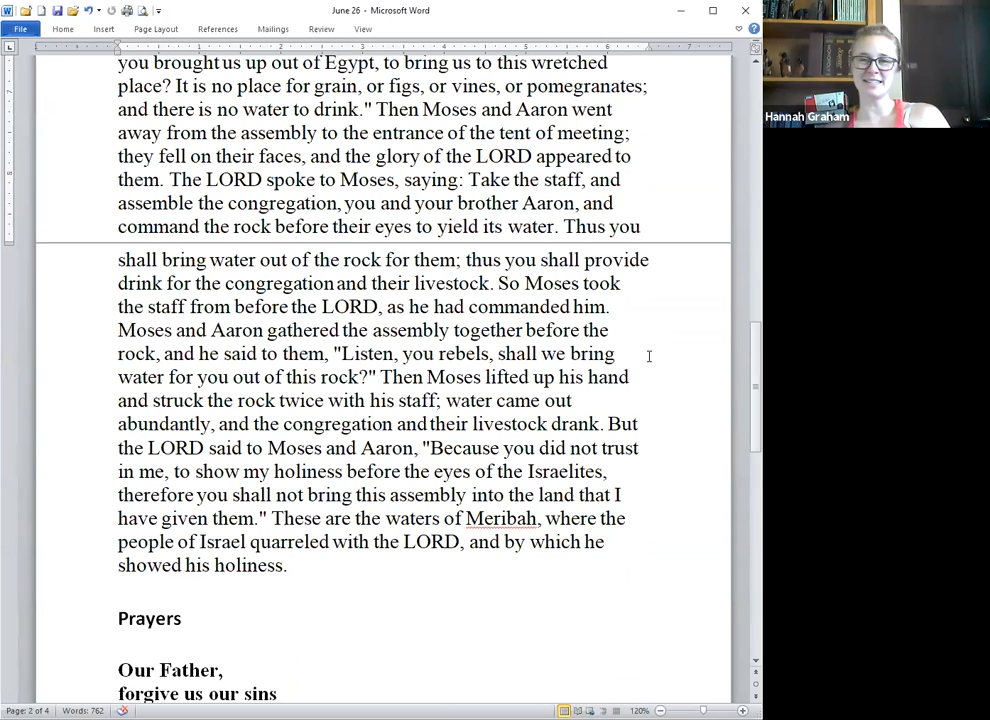 June 26 - Microsoft Word
File Home Insert Page Layout References Mailings Review View
1 2 3 4 5 6 7
you brought us up out of Egypt, to bring us to this wretched
place? It is no place for grain, or figs, or vines, or pomegranates;
and there is no water to drink." Then Moses and Aaron went
away from the assembly to the entrance of the tent of meeting;
they fell on their faces, and the glory of the LORD appeared to
them. The LORD spoke to Moses, saying: Take the staff, and
assemble the congregation, you and your brother Aaron, and
command the rock before their eyes to yield its water. Thus you
shall bring water out of the rock for them; thus you shall provide
drink for the congregation and their livestock. So Moses took
the staff from before the LORD, as he had commanded him.
Moses and Aaron gathered the assembly together before the
rock, and he said to them, "Listen, you rebels, shall we bring
water for you out of this rock?" Then Moses lifted up his hand
and struck the rock twice with his staff; water came out
abundantly, and the congregation and their livestock drank. But
the LORD said to Moses and Aaron, "Because you did not trust
in me, to show my holiness before the eyes of the Israelites,
therefore you shall not bring this assembly into the land that I
have given them." These are the waters of Meribah, where the
people of Israel quarreled with the LORD, and by which he
showed his holiness.
Prayers
Our Father,
forgive us our sins
Page: 2 of 4 Words: 762 120%
Hannah Graham